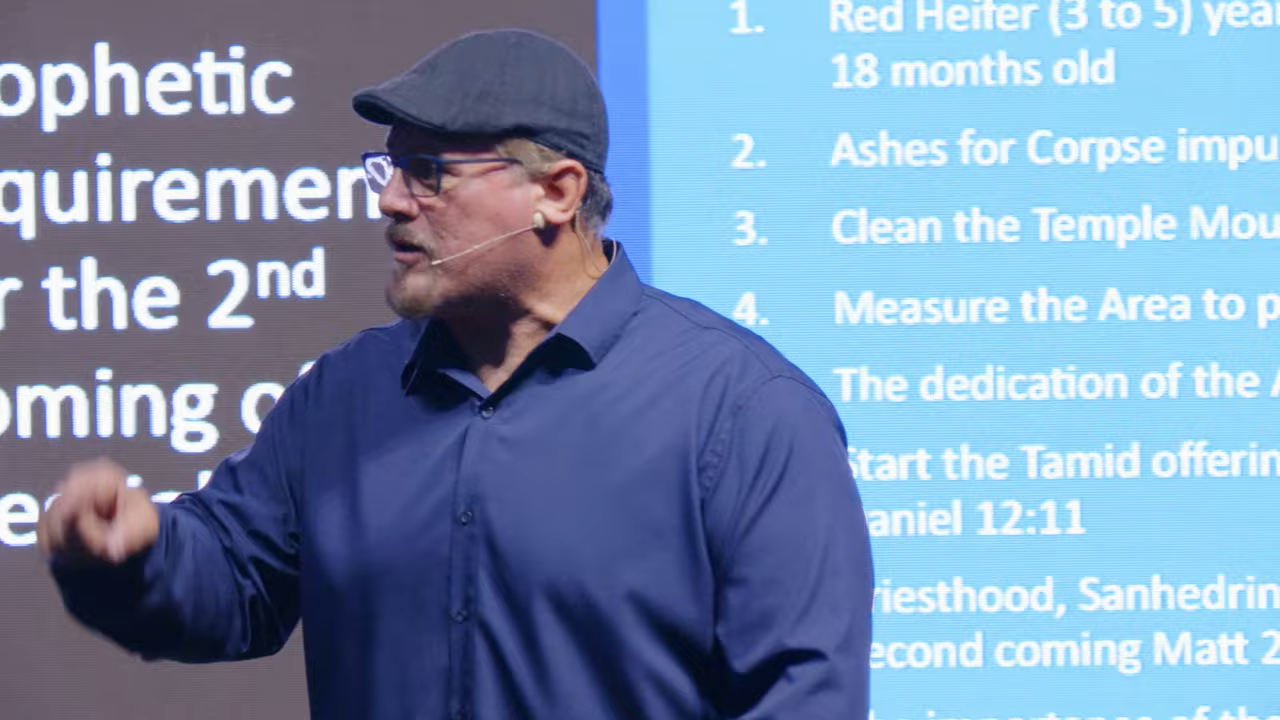 ophetic
quiremen
r the 2nd
oming o
1. Red Heifer (3 to 5) year
18 months old
2. Ashes for Corpse impu
3. Clean the Temple Mou
4. Measure the Area to p
The dedication of the A
Start the Tamid offerin
aniel 12:11
riesthood, Sanhedrin
econd coming Matt 2